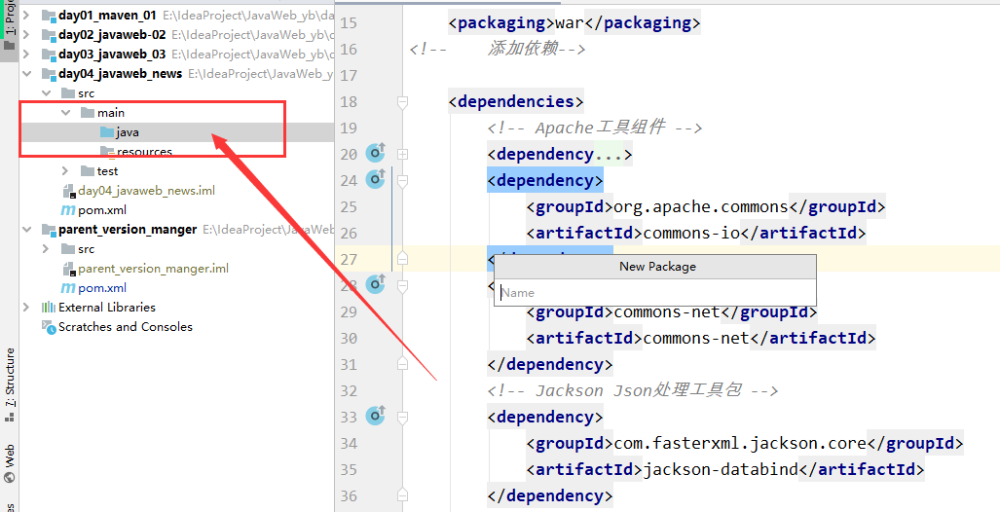 1: Proje
day01_maven_01 E:\IdeaProject\JavaWeb_yb\da
day02_javaweb-02 E:\IdeaProject\JavaWeb_yb\
day03_javaweb_03 E:\IdeaProject\JavaWeb_yb\
day04_javaweb_news E:\IdeaProject\JavaWeb_y
src
main
java
resources
test
day04_javaweb_news.iml
pom.xml
parent_version_manger E:\IdeaProject\JavaWeb
src
parent_version_manger.iml
pom.xml
External Libraries
Scratches and Consoles
7: Structure
Web
15 <packaging>war</packaging>
16 <!-- 添加依赖-->
17
18 <dependencies>
19 <!-- Apache工具组件 -->
20 <dependency...>
24 <dependency>
25 <groupId>org.apache.commons</groupId>
26 <artifactId>commons-io</artifactId>
27
New Package
Name
28
29 <groupId>commons-net</groupId>
30 <artifactId>commons-net</artifactId>
31 </dependency>
32 <!-- Jackson Json处理工具包 -->
33 <dependency>
34 <groupId>com.fasterxml.jackson.core</groupId>
35 <artifactId>jackson-databind</artifactId>
36 </dependency>